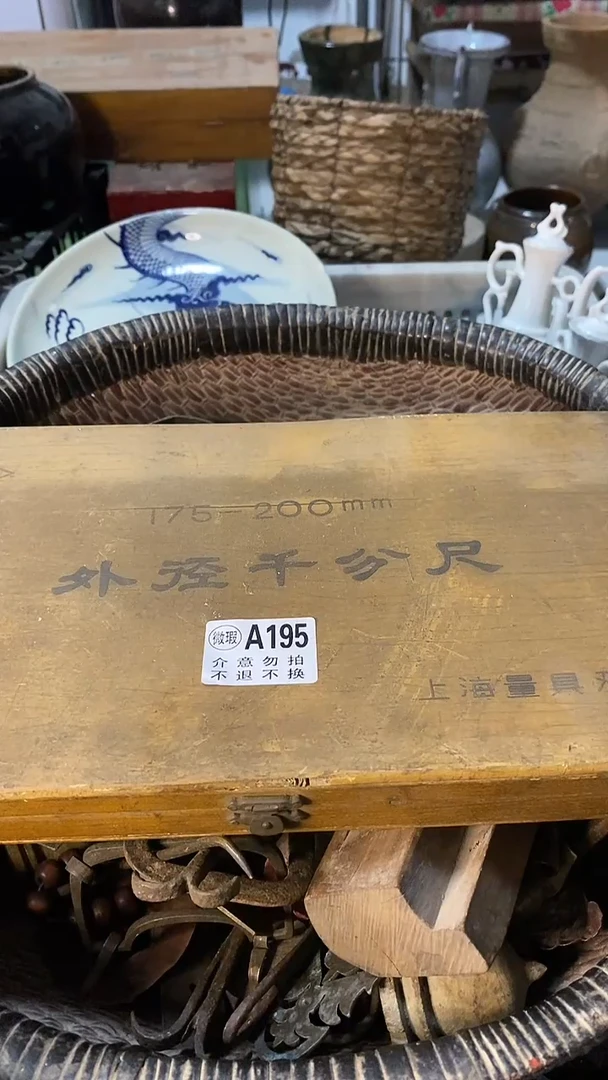 175-200mm
外径千分尺
微瑕 A195
介意勿拍
不退不换
上海量具刃